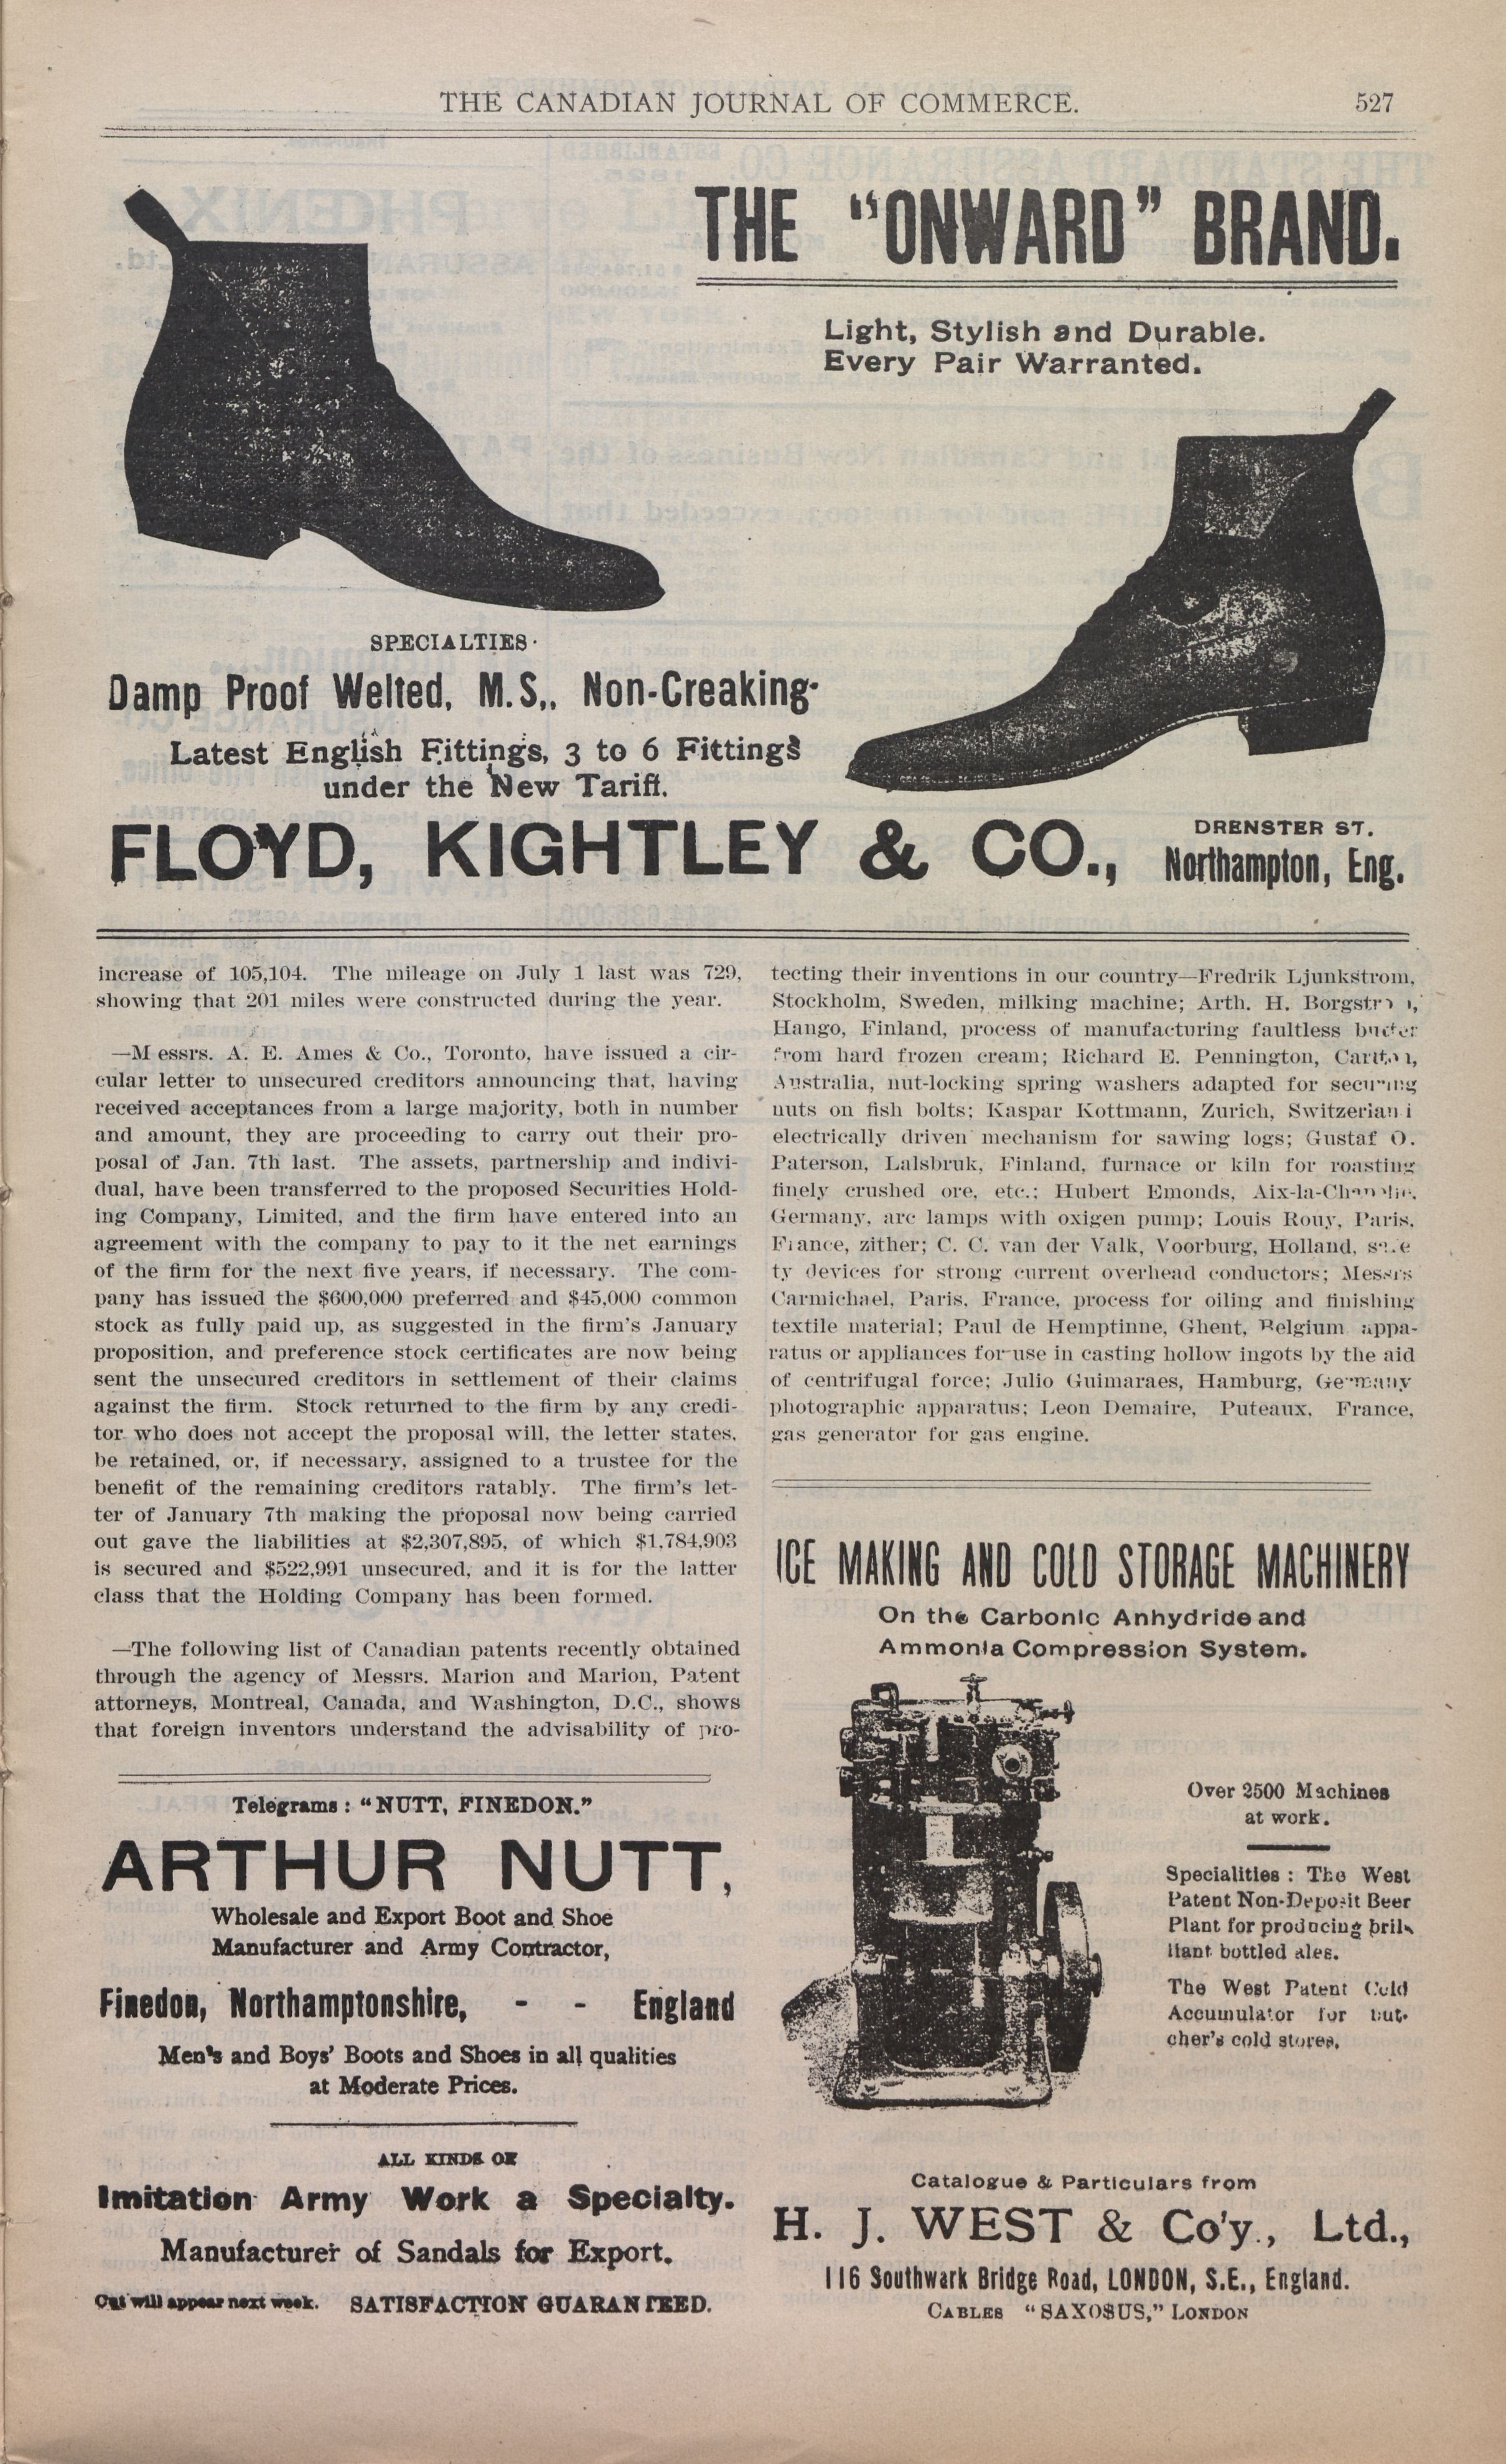 THE CANADIAN JOURNAL OF COMMERCE. 527
THE "ONWARD" BRAND.
Light, Stylish and Durable.
Every Pair Warranted.
SPECIALTIES.
Damp Proof Welted, M.S,. Non-Creaking.
Latest English Fittings, 3 to 6 Fittings
under the New Tariff.
FLOYD, KIGHTLEY & CO.,
DRENSTER ST.
Northampton, Eng.
increase of 105,104. The mileage on July 1 last was 729,
showing that 201 miles were constructed during the year.
—Messrs. A. E. Ames & Co., Toronto, have issued a cir-
cular letter to unsecured creditors announcing that, having
received acceptances from a large majority, both in number
and amount, they are proceeding to carry out their pro-
posal of Jan. 7th last. The assets, partnership and indivi-
dual, have been transferred to the proposed Securities Hold-
ing Company, Limited, and the firm have entered into an
agreement with the company to pay to it the net earnings
of the firm for the next five years, if necessary. The com-
pany has issued the $600,000 preferred and $45,000 common
stock as fully paid up, as suggested in the firm's January
proposition, and preference stock certificates are now being
sent the unsecured creditors in settlement of their claims
against the firm. Stock returned to the firm by any credi-
tor who does not accept the proposal will, the letter states,
be retained, or, if necessary, assigned to a trustee for the
benefit of the remaining creditors ratably. The firm's let-
ter of January 7th making the proposal now being carried
out gave the liabilities at $2,307,895, of which $1,784,903
is secured and $522,991 unsecured, and it is for the latter
class that the Holding Company has been formed.
—The following list of Canadian patents recently obtained
through the agency of Messrs. Marion and Marion, Patent
attorneys, Montreal, Canada, and Washington, D.C., shows
that foreign inventors understand the advisability of pro-
tecting their inventions in our country—Fredrik Ljunkstrom,
Stockholm, Sweden, milking machine; Arth. H.
Hango, Finland, process of manufacturing faultless butter
from hard frozen cream; Richard E. Pennington,
Australia, nut-locking spring washers adapted for securing
nuts on fish bolts; Kaspar Kottmann, Zurich, Switzerland
electrically driven mechanism for sawing logs; Gustaf O.
Paterson, Lalsbruk, Finland, furnace or kiln for roasting
finely crushed ore, etc.; Hubert Emonds, Aix-la-Chapelle,
Germany, arc lamps with oxigen pump; Louis Rouy, Paris,
France, zither; C. C. van der Valk, Voorburg, Holland, safe
ty devices for strong current overhead conductors; Messrs
Carmichael, Paris, France, process for oiling and finishing
textile material; Paul de Hemptinne, Ghent, Belgium appa-
ratus or appliances for use in casting hollow ingots by the aid
of centrifugal force; Julio Guimaraes, Hamburg, Germany
photographic apparatus; Leon Demaire, Puteaux, France,
gas generator for gas engine.
Telegrams: "NUTT, FINEDON."
ARTHUR NUTT,
Wholesale and Export Boot and Shoe
Manufacturer and Army Contractor,
Finedon, Northamptonshire, - - England
Men's and Boys' Boots and Shoes in all qualities
at Moderate Prices.
ALL KINDS OF
Imitation Army Work a Specialty.
Manufacturer of Sandals for Export.
Cut will appear next week. SATISFACTION GUARANTEED.
ICE MAKING AND COLD STORAGE MACHINERY
On the Carbonic Anhydride and
Ammonia Compression System.
Over 2500 Machines
at work.
Specialities: The West
Patent Non-Deposit Beer
Plant for producing bril-
liant bottled ales.
The West Patent Cold
Accumulator for but-
cher's cold stores.
Catalogue & Particulars from
H. J. WEST & Co'y., Ltd.,
116 Southwark Bridge Road, LONDON, S.E., England.
CABLES "SAXOSUS," LONDON